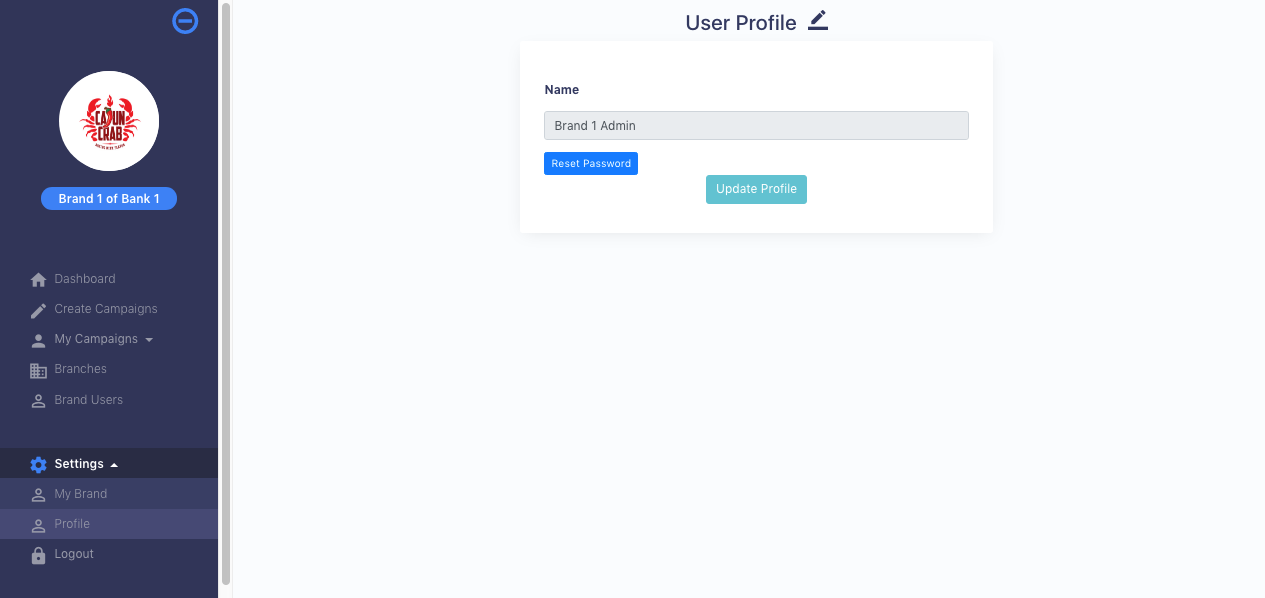 CAJUN
CRAB
Brand 1 of Bank 1
Dashboard
Create Campaigns
My Campaigns
Branches
Brand Users
Settings
My Brand
Profile
Logout
User Profile
Name
Brand 1 Admin
Reset Password
Update Profile